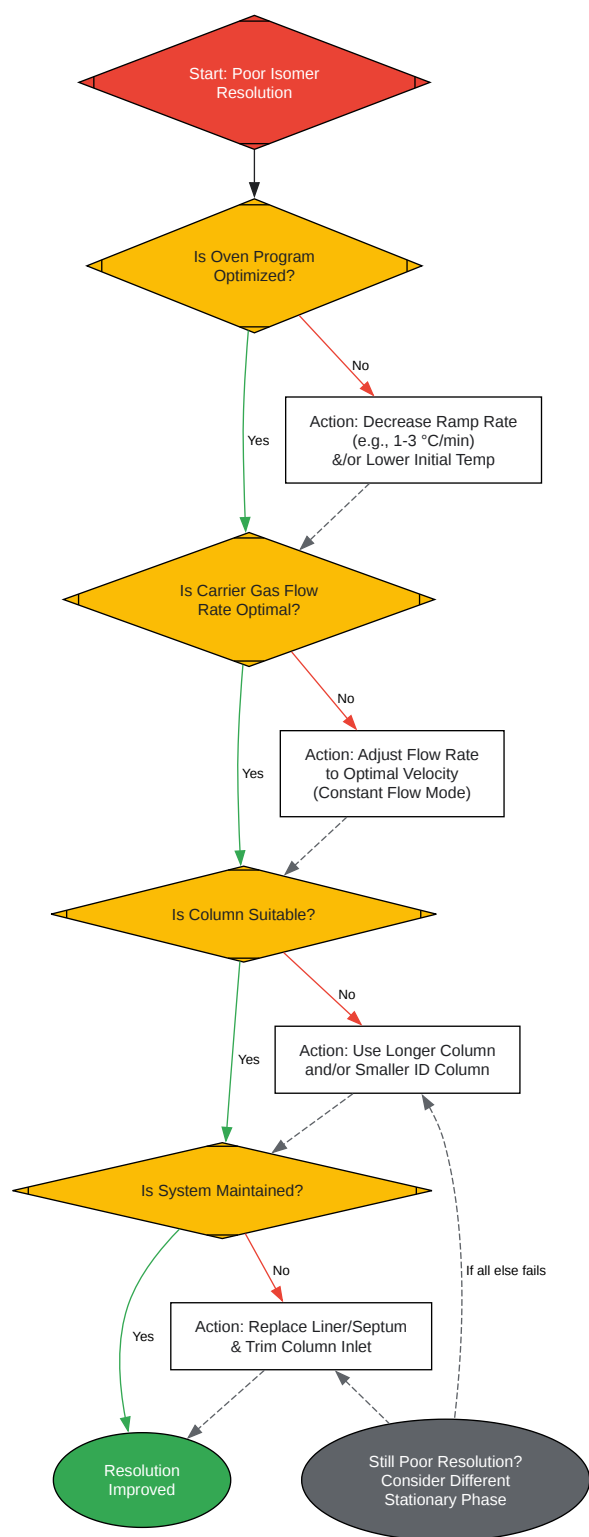 Start: Poor Isomer
Resolution
Is Oven Program
Optimized?
No
Action: Decrease Ramp Rate
(e.g., 1-3 °C/min)
&/or Lower Initial Temp
Yes
Is Carrier Gas Flow
Rate Optimal?
No
Action: Adjust Flow Rate
to Optimal Velocity
(Constant Flow Mode)
Yes
Is Column Suitable?
No
Action: Use Longer Column
and/or Smaller ID Column
Yes
Is System Maintained?
No
If all else fails
Action: Replace Liner/Septum
& Trim Column Inlet
Yes
Resolution
Improved
Still Poor Resolution?
Consider Different
Stationary Phase